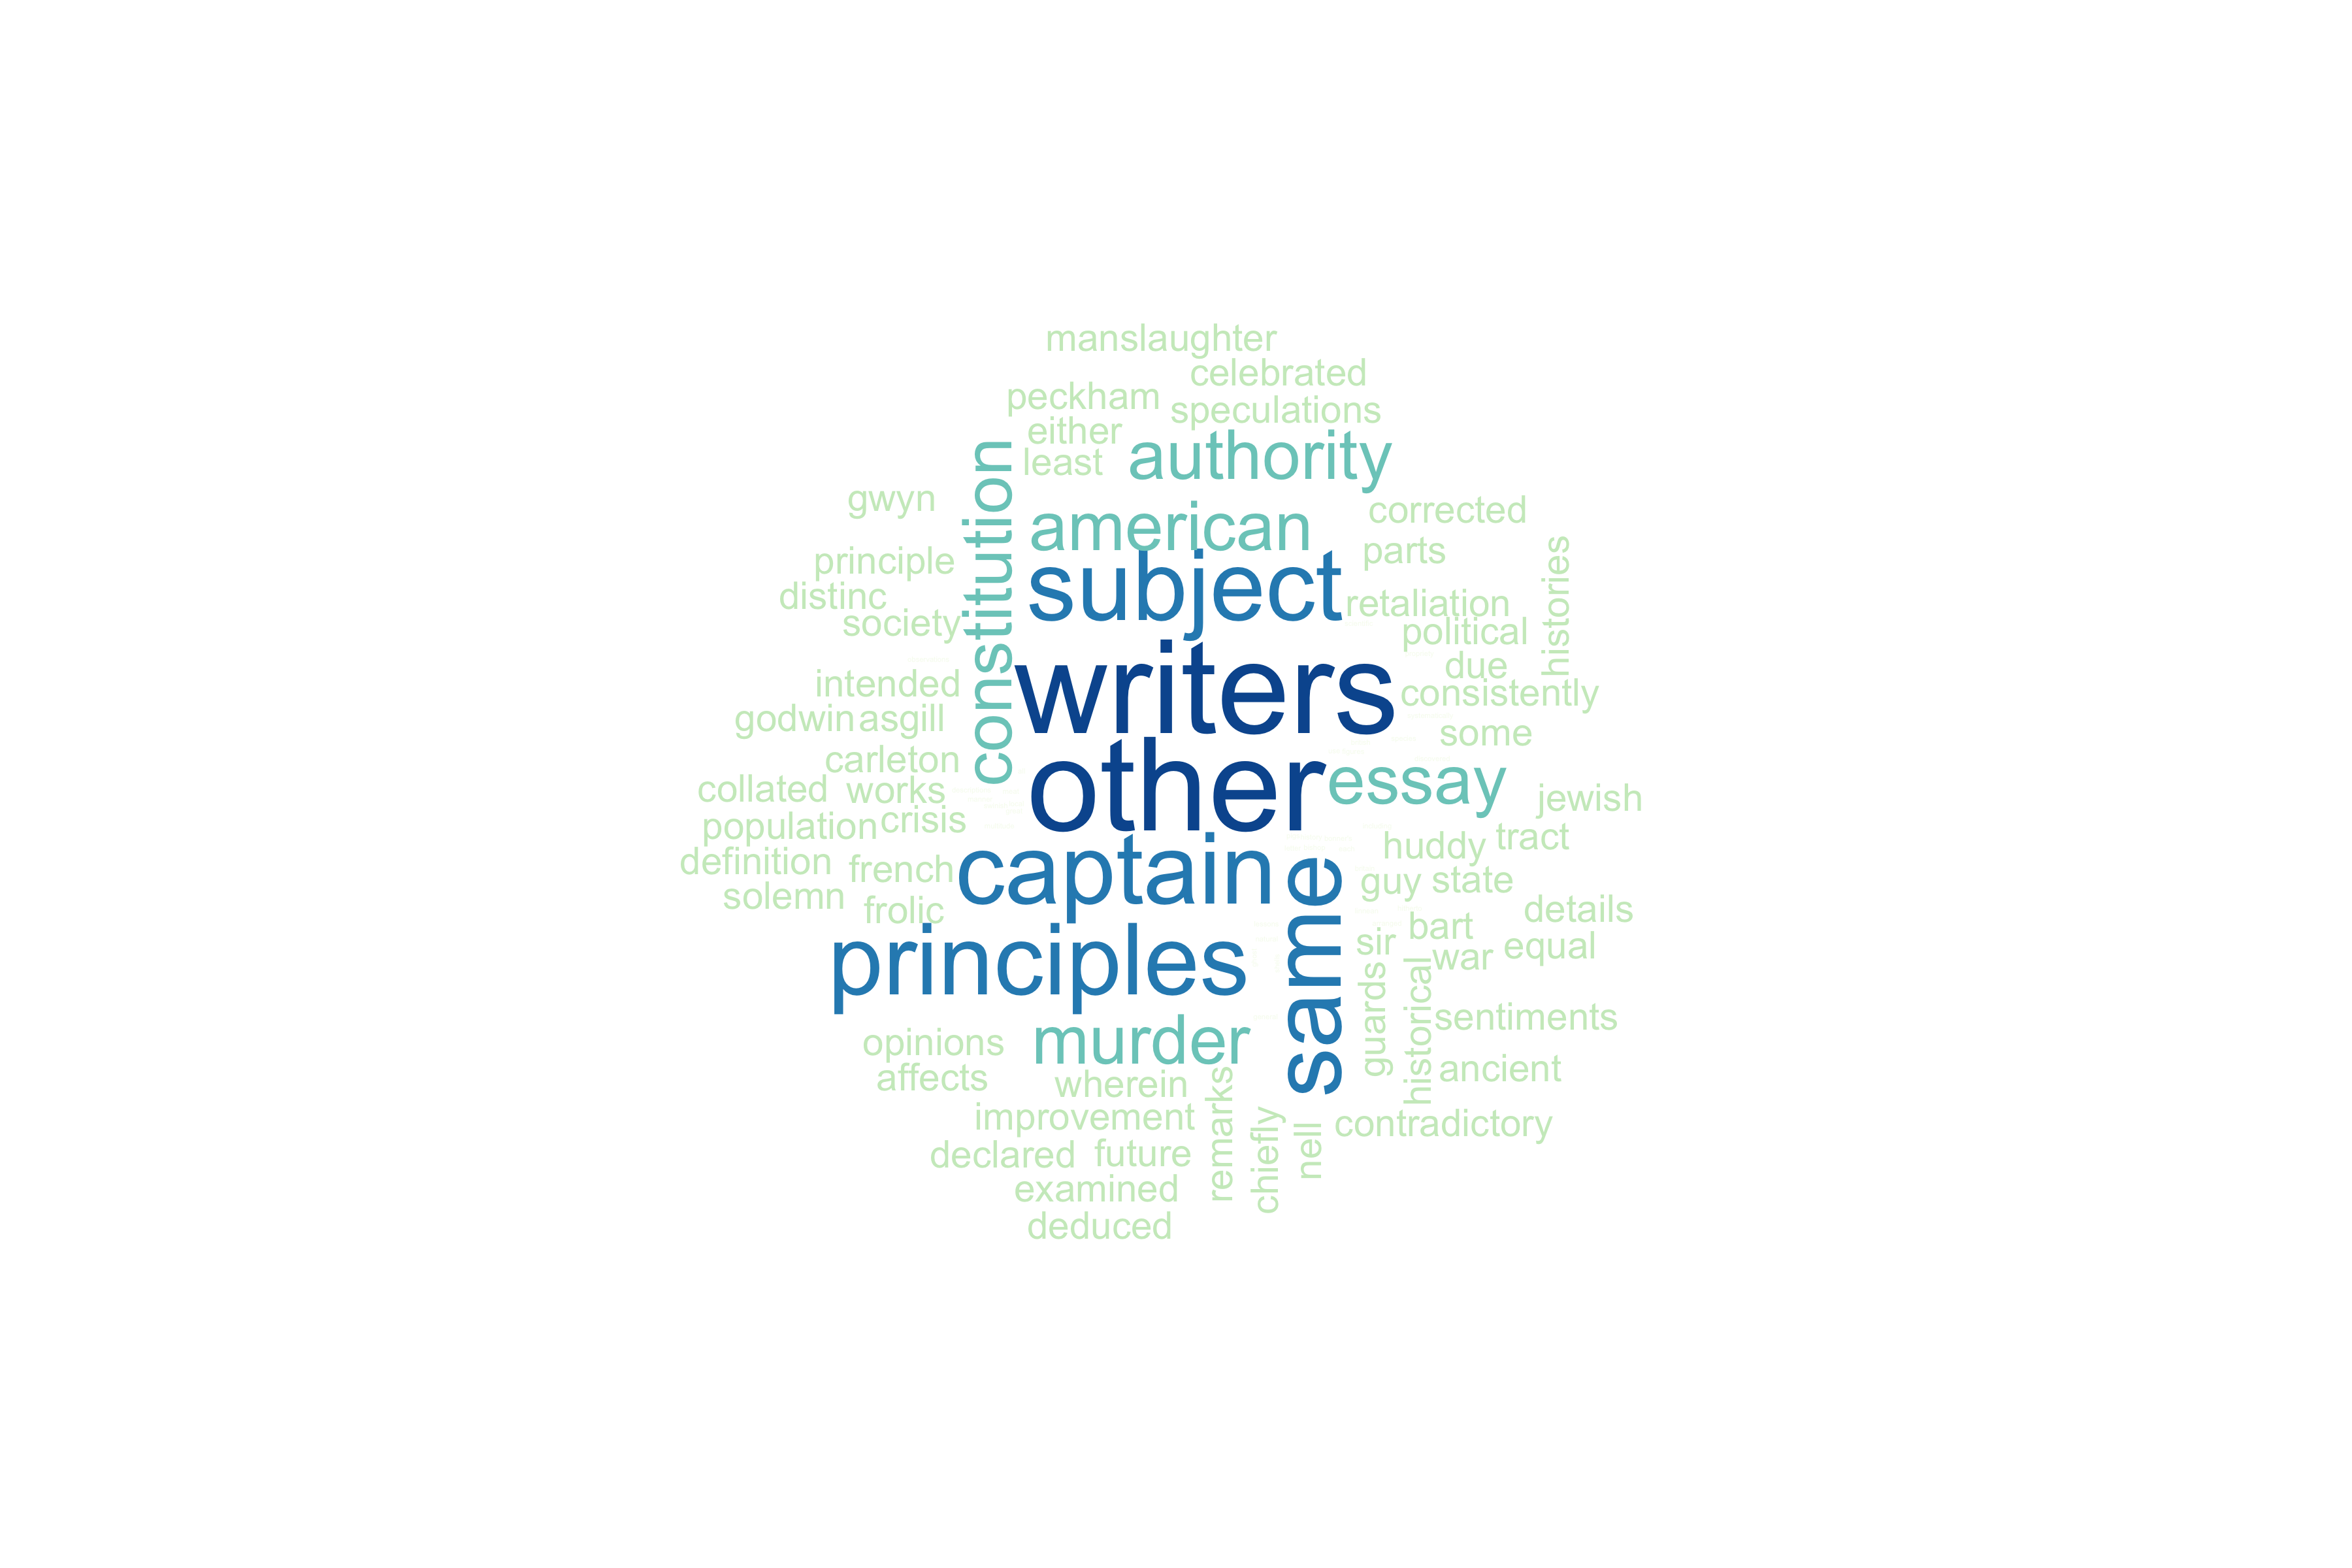 manslaughter
celebrated
peckham
speculations
either
authority
least
constitution
gwyn
american
corrected
principle
parts
subject
distinc
retaliation
histories
society
political
due
writers
intended
consistently
godwin
asgill
some
carleton
other
essay
collated
works
jewish
population
crisis
huddy
tract
definition
french
captain
same
guy
state
solemn
frolic
details
bart
sir
war
equal
principles
guards
historical
sentiments
opinions
murder
affects
wherein
ancient
improvement
remarks
chiefly
nell
contradictory
declared
future
examined
deduced